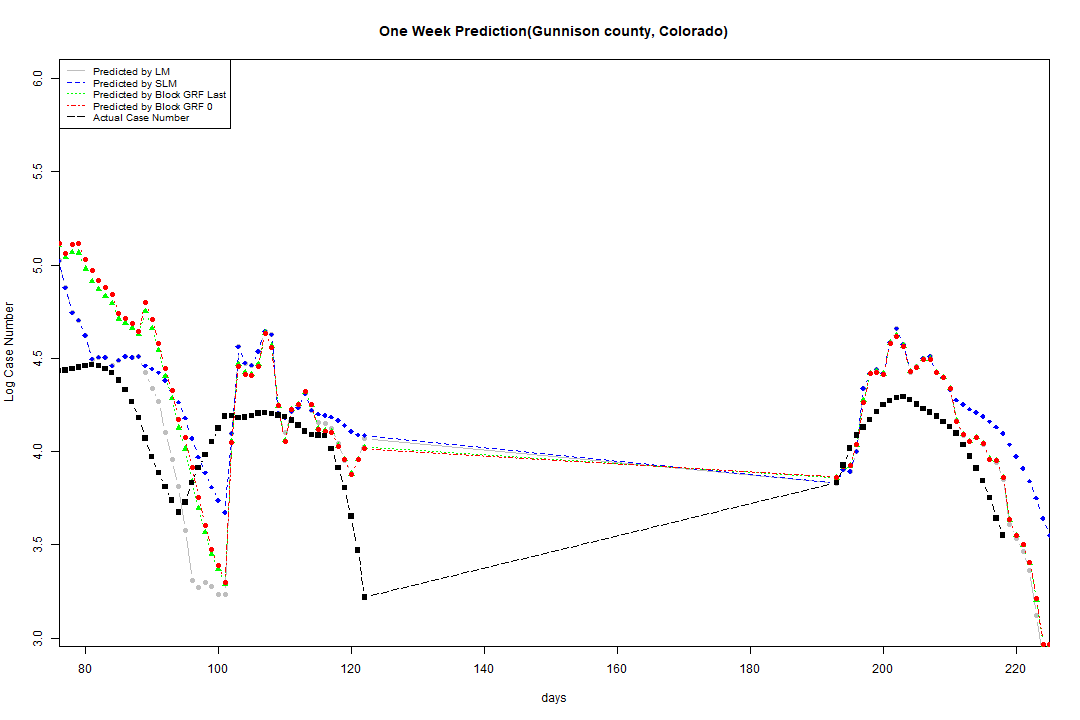 One Week Prediction(Gunnison county, Colorado)
Predicted by LM
Predicted by SLM
Predicted by Block GRF Last
Predicted by Block GRF 0
Actual Case Number
6.0
5.5
5.0
4.5
4.0
3.5
3.0
Log Case Number
80 100 120 140 160 180 200 220
days